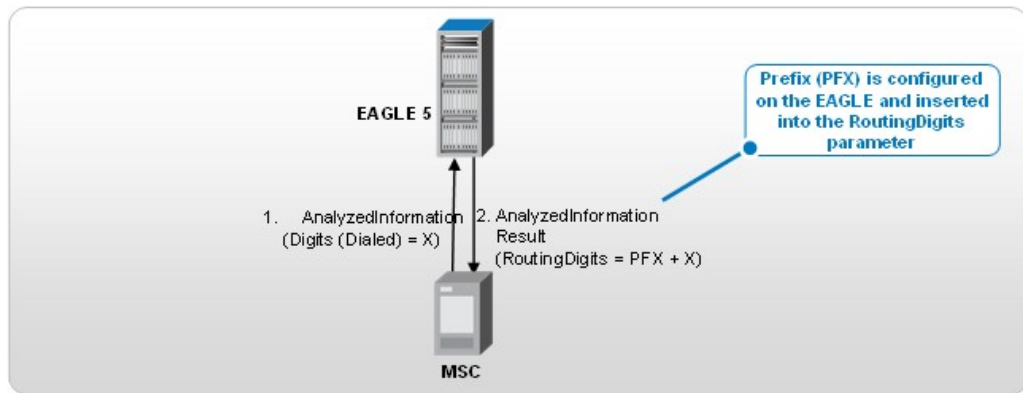 EAGLE 5
Prefix (PFX) is configured
on the EAGLE and inserted
into the RoutingDigits
parameter
1. AnalyzedInformation
(Digits (Dialed) = X)
2. AnalyzedInformation
Result
(RoutingDigits = PFX + X)
MSC